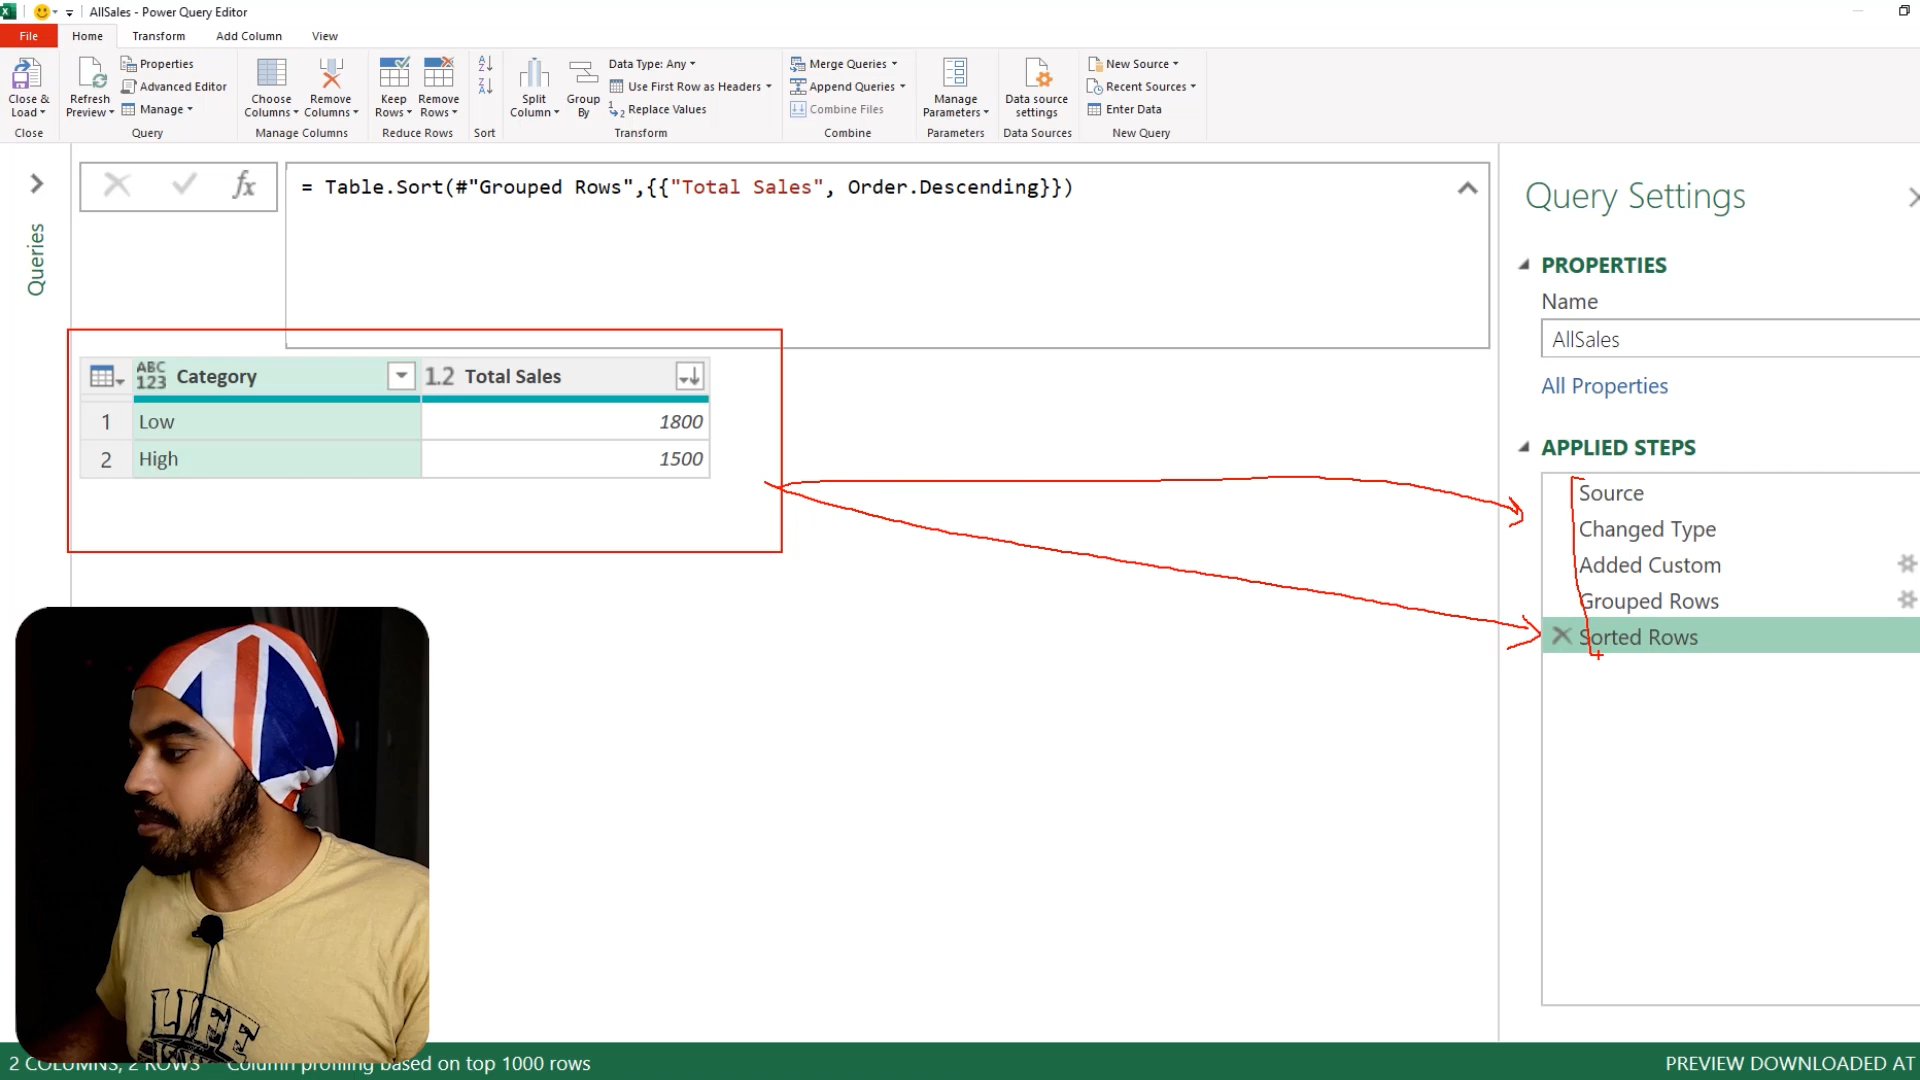 AllSales - Power Query Editor
File Home Transform Add Column View
Close & Load
Close
Refresh Preview
Properties
Advanced Editor
Manage
Query
Choose Columns
Remove Columns
Manage Columns
Keep Rows
Remove Rows
Reduce Rows
Sort
Split Column
Group By
Data Type: Any
Use First Row as Headers
Replace Values
Transform
Merge Queries
Append Queries
Combine Files
Combine
Manage Parameters
Parameters
Data source settings
Data Sources
New Source
Recent Sources
Enter Data
New Query
Queries
fx
= Table.Sort(#"Grouped Rows",{{"Total Sales", Order.Descending}})
ABC 123 Category 1.2 Total Sales
1 Low 1800
2 High 1500
Query Settings
PROPERTIES
Name
AllSales
All Properties
APPLIED STEPS
Source
Changed Type
Added Custom
Grouped Rows
Sorted Rows
LIFE
2 COLUMNS, 2 ROWS Column profiling based on top 1000 rows
PREVIEW DOWNLOADED AT